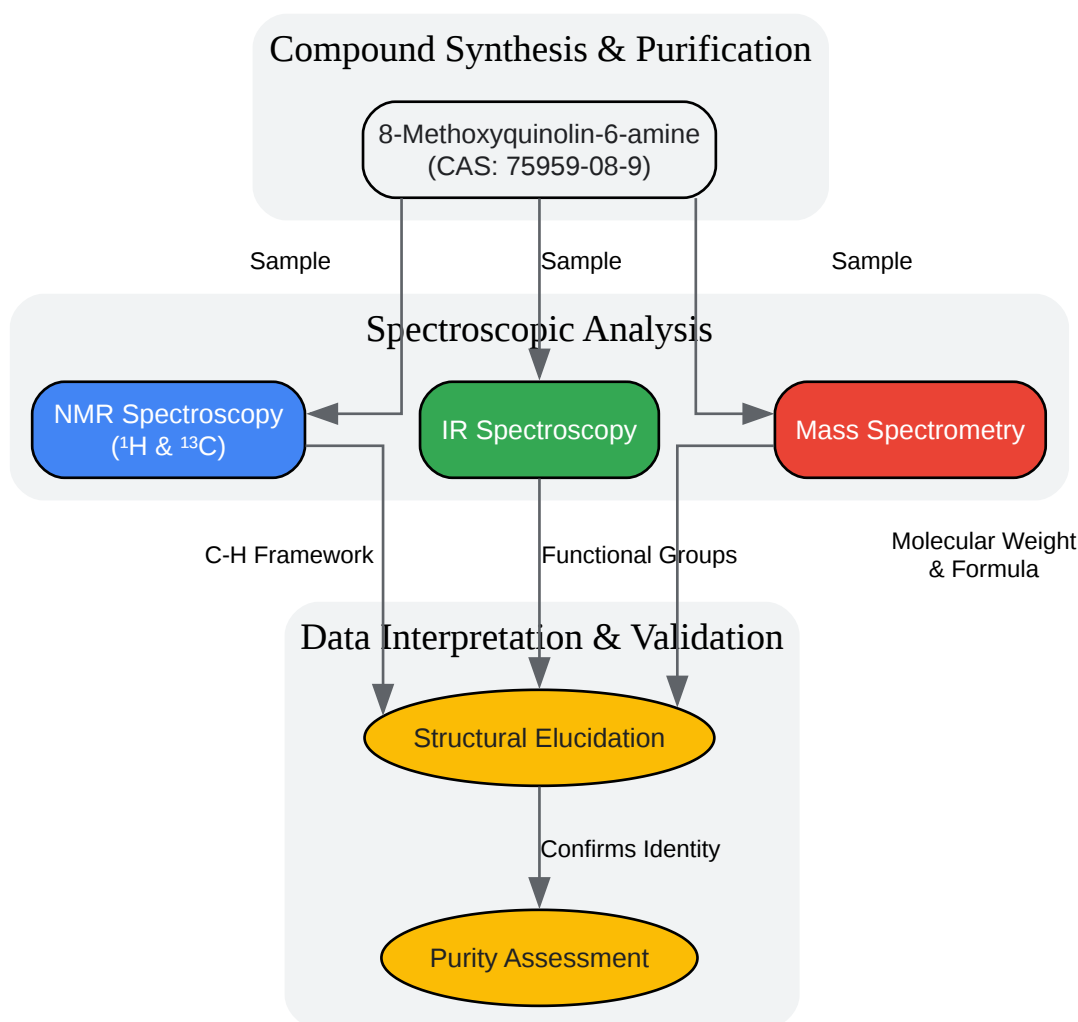 Compound Synthesis & Purification
8-Methoxyquinolin-6-amine
(CAS: 75959-08-9)
Sample
Sample
Sample
Spectroscopic Analysis
NMR Spectroscopy
(¹H & ¹³C)
IR Spectroscopy
Mass Spectrometry
C-H Framework
Functional Groups
Molecular Weight
& Formula
Data Interpretation & Validation
Structural Elucidation
Confirms Identity
Purity Assessment